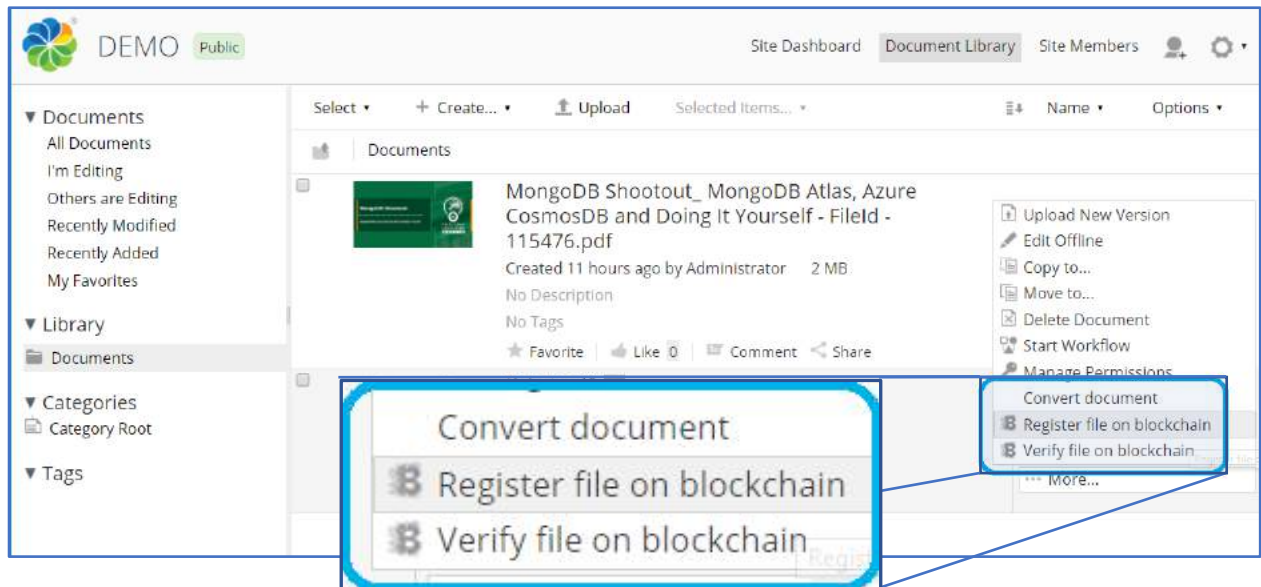 DEMO Public
Site Dashboard Document Library Site Members
Documents
All Documents
I'm Editing
Others are Editing
Recently Modified
Recently Added
My Favorites
Library
Documents
Categories
Category Root
Tags
Select + Create... Upload Selected Items... Name Options
Documents
MongoDB Shootout_ MongoDB Atlas, Azure
CosmosDB and Doing It Yourself - FileId -
115476.pdf
Created 11 hours ago by Administrator 2 MB
No Description
No Tags
Favorite Like 0 Comment Share
Upload New Version
Edit Offline
Copy to...
Move to...
Delete Document
Start Workflow
Manage Permissions
Convert document
Register file on blockchain
Verify file on blockchain
... More...
Convert document
Register file on blockchain
Verify file on blockchain